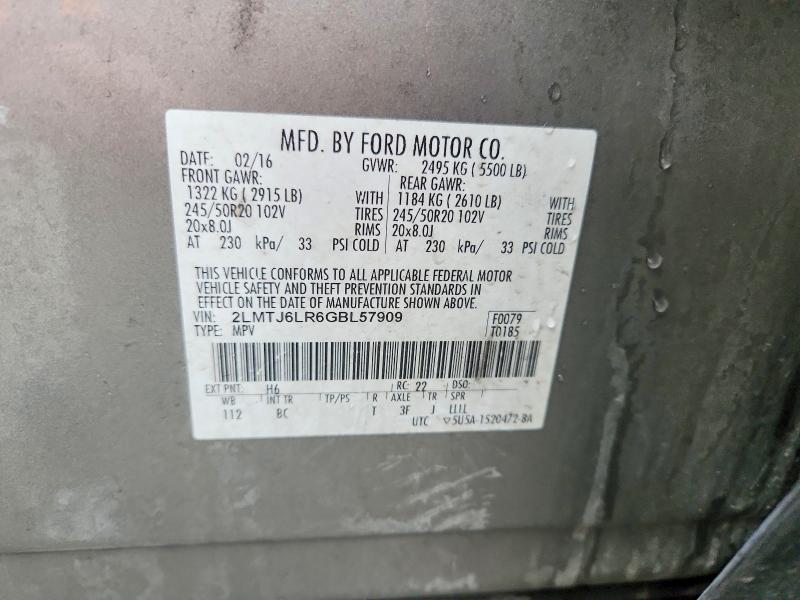 MFD. BY FORD MOTOR CO.
DATE: 02/16 GVWR: 2495 KG ( 5500 LB)
FRONT GAWR: REAR GAWR:
1322 KG ( 2915 LB) WITH 1184 KG ( 2610 LB) WITH
245/50R20 102V TIRES 245/50R20 102V TIRES
20x8.0J RIMS 20x8.0J RIMS
AT 230 kPa/ 33 PSI COLD AT 230 kPa/ 33 PSI COLD
THIS VEHICLE CONFORMS TO ALL APPLICABLE FEDERAL MOTOR
VEHICLE SAFETY AND THEFT PREVENTION STANDARDS IN
EFFECT ON THE DATE OF MANUFACTURE SHOWN ABOVE.
VIN: 2LMTJ6LR6GBL57909 F0079
TYPE: MPV T0185
EXT PNT: H6 RC: 22 DSO:
WB INT TR TP/PS R AXLE TR SPR
112 BC T 3F J LLLL
UTC ▽5U5A-1520472-BA